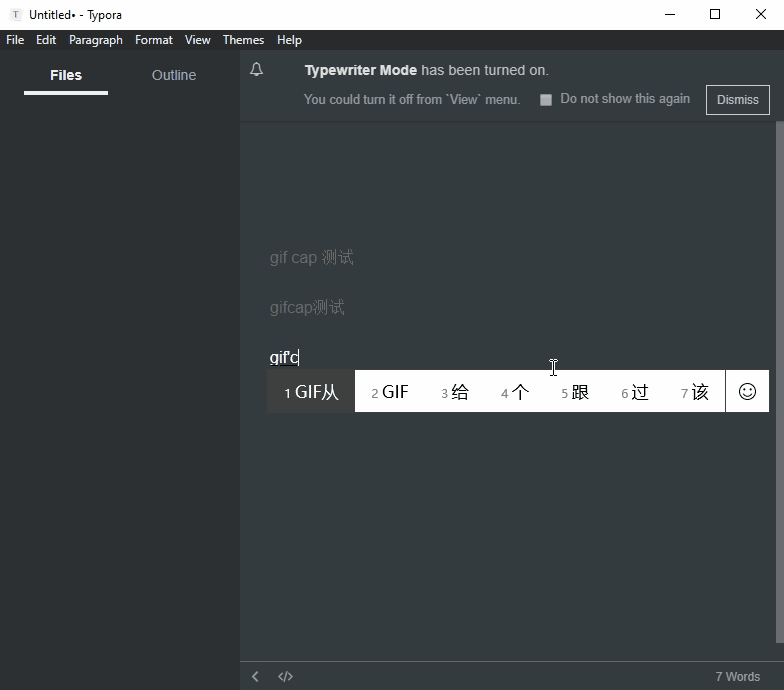 Untitled• - Typora
File Edit Paragraph Format View Themes Help
Files Outline
Typewriter Mode has been turned on.
You could turn it off from `View` menu. Do not show this again Dismiss
gif cap 测试
gifcap测试
gif'c
1 GIF从 2 GIF 3 给 4 个 5 跟 6 过 7 该
7 Words